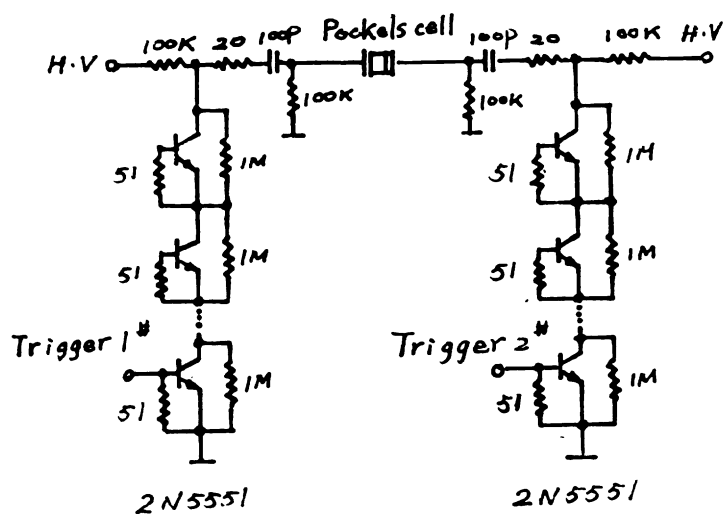 Pockels cell
H.V 100K 20 100P 100P 20 100K H.V
100K 100K
51 1M 51 1M
51 1M 51 1M
Trigger 1# Trigger 2#
51 1M 51 1M
2N5551 2N5551